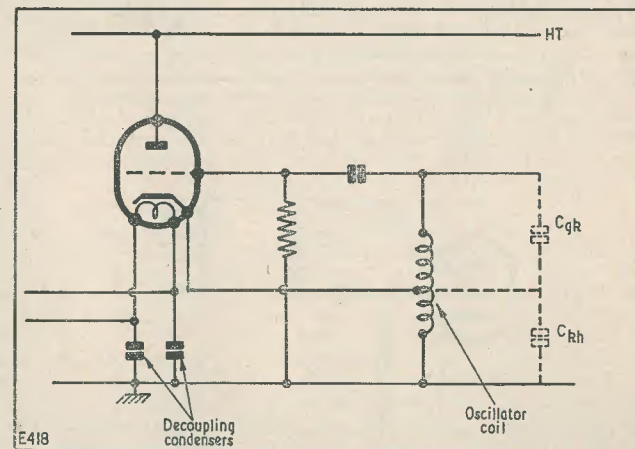 HT
Cgk
Ckh
Decoupling
condensers
Oscillator
coil
E418